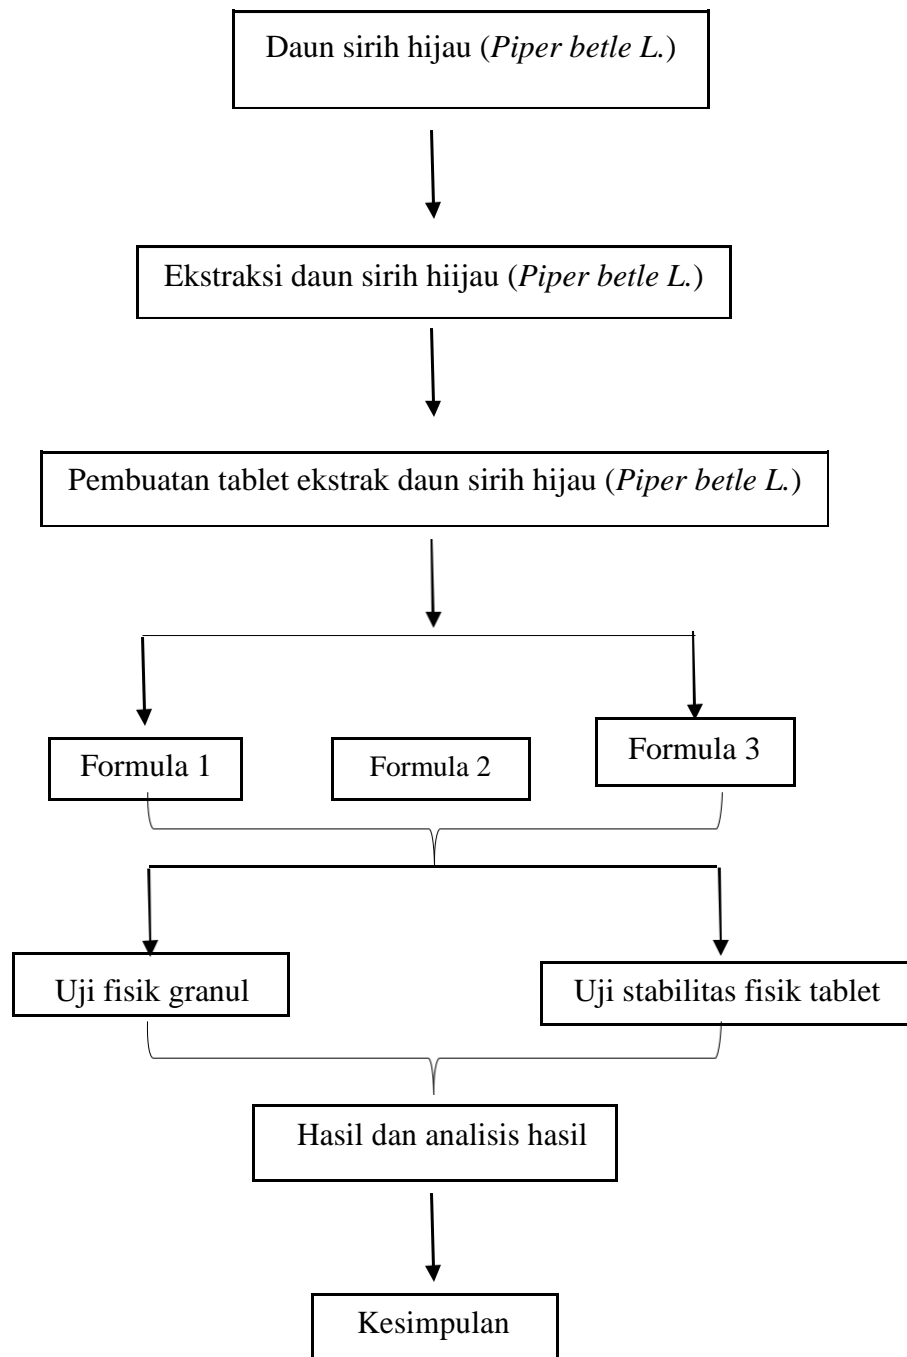 Daun sirih hijau (Piper betle L.)
Ekstraksi daun sirih hiijau (Piper betle L.)
Pembuatan tablet ekstrak daun sirih hijau (Piper betle L.)
Formula 1
Formula 2
Formula 3
Uji fisik granul
Uji stabilitas fisik tablet
Hasil dan analisis hasil
Kesimpulan